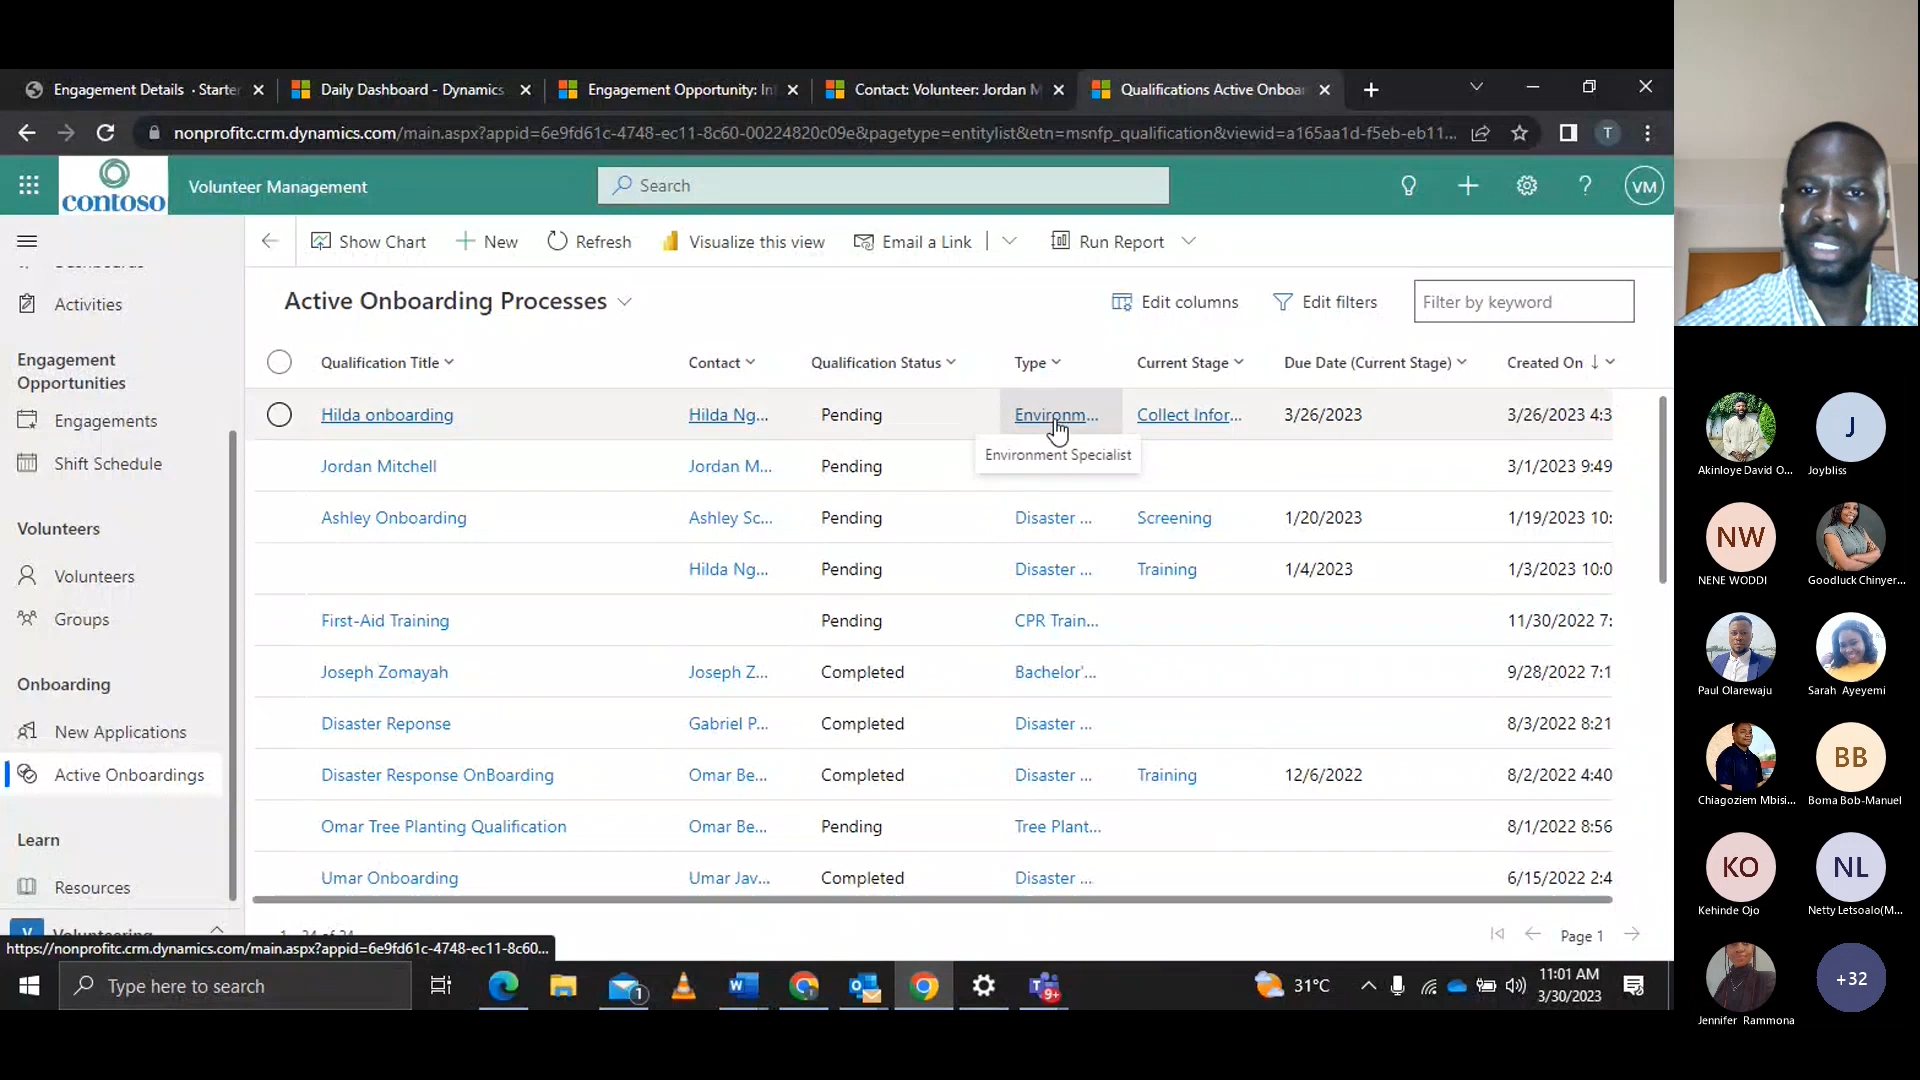 Engagement Details · Starte
Daily Dashboard - Dynamics
Engagement Opportunity: In
Contact: Volunteer: Jordan M
Qualifications Active Onboa
nonprofitc.crm.dynamics.com/main.aspx?appid=6e9fd61c-4748-ec11-8c60-00224820c09e&pagetype=entitylist&etn=msnfp_qualification&viewid=a165aa1d-f5eb-eb11...
T
contoso
Volunteer Management
Search
VM
Show Chart
New
Refresh
Visualize this view
Email a Link
Run Report
Active Onboarding Processes
Edit columns
Edit filters
Filter by keyword
Dashboards
Activities
Engagement
Opportunities
Engagements
Shift Schedule
Volunteers
Volunteers
Groups
Onboarding
New Applications
Active Onboardings
Learn
Resources
V Volunteering
Qualification Title Contact Qualification Status Type Current Stage Due Date (Current Stage) Created On
Hilda onboarding Hilda Ng... Pending Environm... Collect Infor... 3/26/2023 3/26/2023 4:3
Environment Specialist
Jordan Mitchell Jordan M... Pending 3/1/2023 9:49
Ashley Onboarding Ashley Sc... Pending Disaster ... Screening 1/20/2023 1/19/2023 10:
Hilda Ng... Pending Disaster ... Training 1/4/2023 1/3/2023 10:0
First-Aid Training Pending CPR Train... 11/30/2022 7:
Joseph Zomayah Joseph Z... Completed Bachelor'... 9/28/2022 7:1
Disaster Reponse Gabriel P... Completed Disaster ... 8/3/2022 8:21
Disaster Response OnBoarding Omar Be... Completed Disaster ... Training 12/6/2022 8/2/2022 4:40
Omar Tree Planting Qualification Omar Be... Pending Tree Plant... 8/1/2022 8:56
Umar Onboarding Umar Jav... Completed Disaster ... 6/15/2022 2:4
Page 1
https://nonprofitc.crm.dynamics.com/main.aspx?appid=6e9fd61c-4748-ec11-8c60...
Type here to search
1
9+
31°C
11:01 AM
3/30/2023
Akinloye David O...
J
Joybliss
NW
NENE WODDI
Goodluck Chinyer...
Paul Olarewaju
Sarah Ayeyemi
Chiagoziem Mbisi...
BB
Boma Bob-Manuel
KO
Kehinde Ojo
NL
Netty Letsoalo(M...
Jennifer Rammona
+32